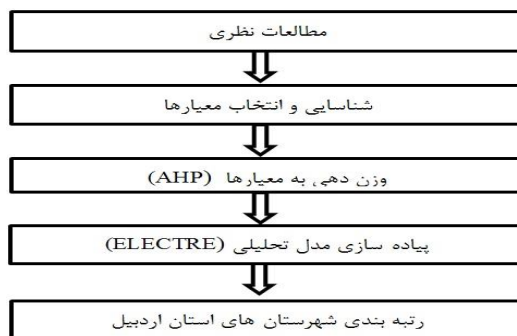 مطالعات نظری
شناسایی و انتخاب معیارها
وزن دهی به معیارها (AHP)
پیاده سازی مدل تحلیلی (ELECTRE)
رتبه بندی شهرستان های استان اردبیل